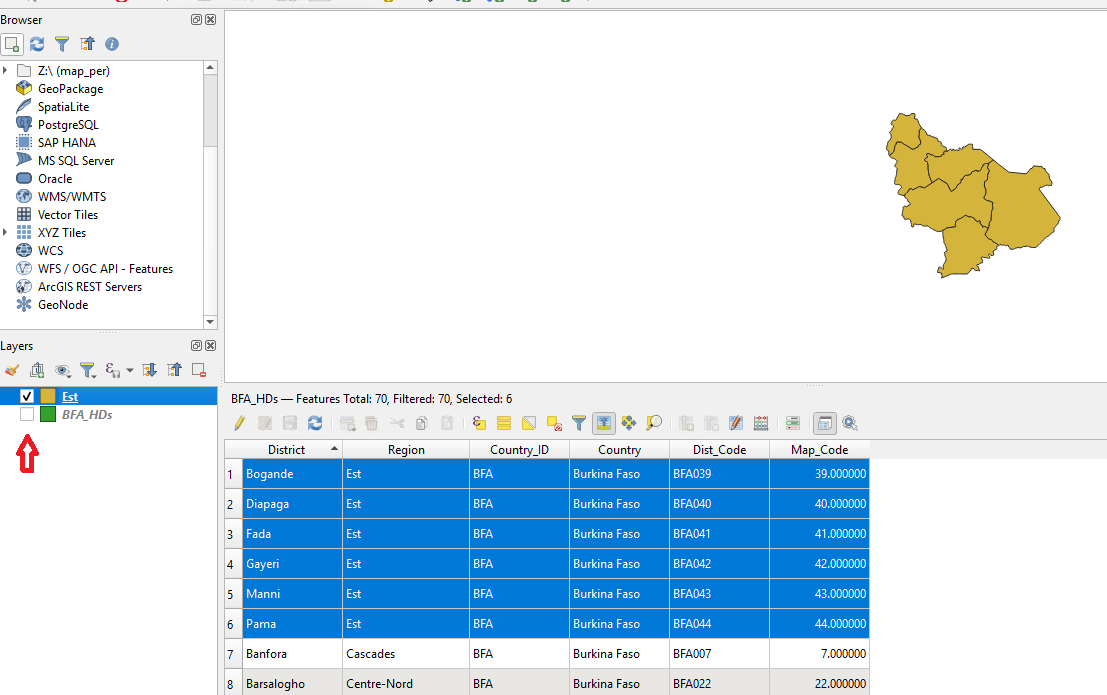 Browser
Z:\ (map_per)
GeoPackage
SpatiaLite
PostgreSQL
SAP HANA
MS SQL Server
Oracle
WMS/WMTS
Vector Tiles
XYZ Tiles
WCS
WFS / OGC API - Features
ArcGIS REST Servers
GeoNode
Layers
Est
BFA_HDs
BFA_HDs — Features Total: 70, Filtered: 70, Selected: 6
District Region Country_ID Country Dist_Code Map_Code
1 Bogande Est BFA Burkina Faso BFA039 39.000000
2 Diapaga Est BFA Burkina Faso BFA040 40.000000
3 Fada Est BFA Burkina Faso BFA041 41.000000
4 Gayeri Est BFA Burkina Faso BFA042 42.000000
5 Manni Est BFA Burkina Faso BFA043 43.000000
6 Pama Est BFA Burkina Faso BFA044 44.000000
7 Banfora Cascades BFA Burkina Faso BFA007 7.000000
8 Barsalogho Centre-Nord BFA Burkina Faso BFA022 22.000000